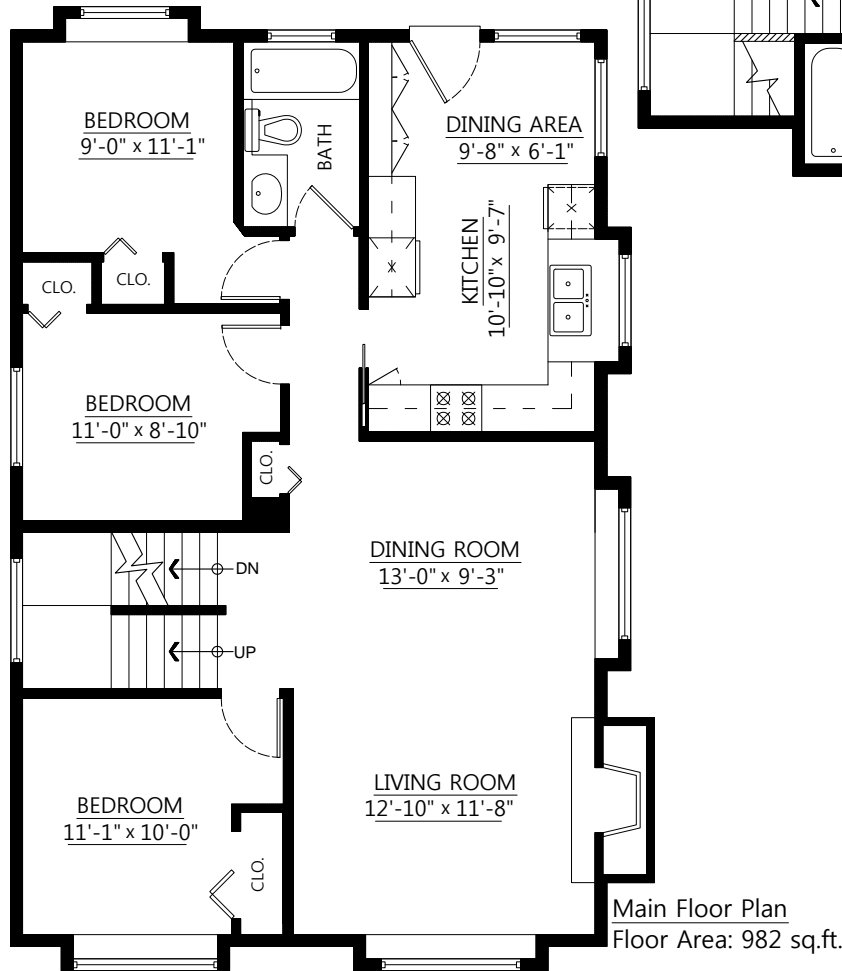 BEDROOM
9'-0" x 11'-1"
BATH
DINING AREA
9'-8" x 6'-1"
KITCHEN
10'-10" x 9'-7"
CLO.
CLO.
BEDROOM
11'-0" x 8'-10"
CLO.
DN
UP
DINING ROOM
13'-0" x 9'-3"
LIVING ROOM
12'-10" x 11'-8"
BEDROOM
11'-1" x 10'-0"
CLO.
Main Floor Plan
Floor Area: 982 sq.ft.